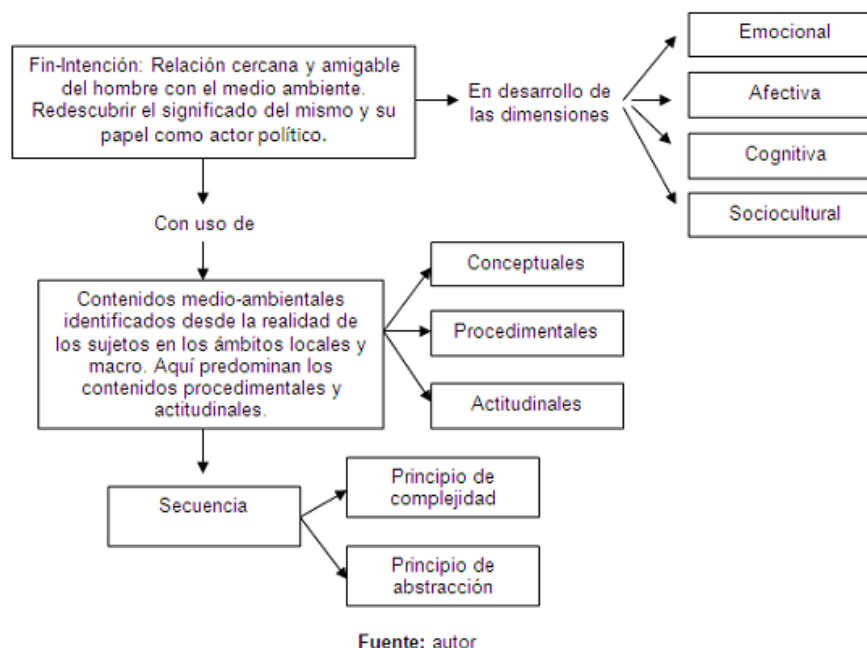 Fin-Intención: Relación cercana y amigable
del hombre con el medio ambiente.
Redescubrir el significado del mismo y su
papel como actor político.
En desarrollo de
las dimensiones
Emocional
Afectiva
Cognitiva
Sociocultural
Con uso de
Contenidos medio-ambientales
identificados desde la realidad de
los sujetos en los ámbitos locales y
macro. Aquí predominan los
contenidos procedimentales y
actitudinales.
Conceptuales
Procedimentales
Actitudinales
Secuencia
Principio de
complejidad
Principio de
abstracción
Fuente: autor